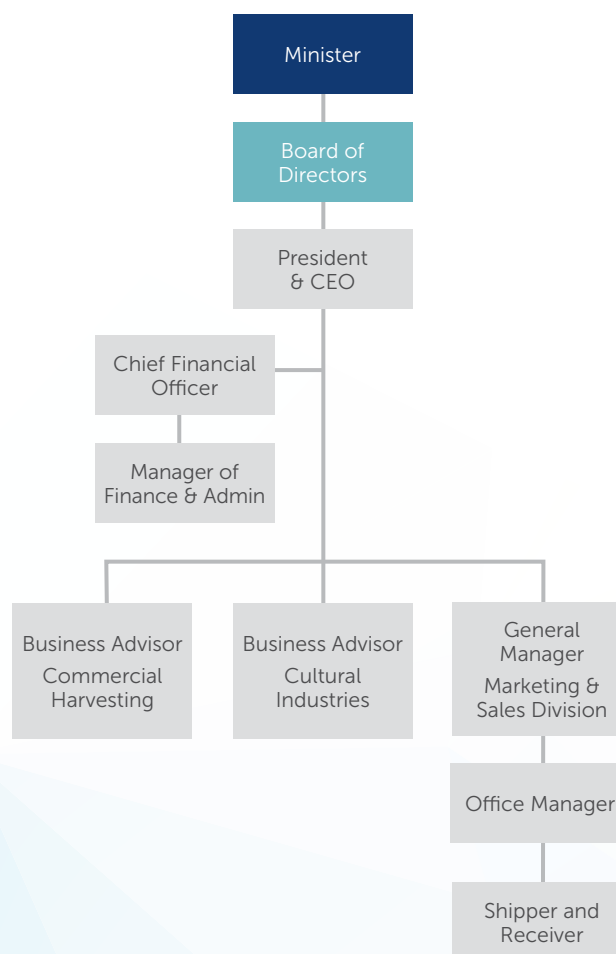 Minister
Board of
Directors
President
& CEO
Chief Financial
Officer
Manager of
Finance & Admin
Business Advisor
Commercial
Harvesting
Business Advisor
Cultural
Industries
General
Manager
Marketing &
Sales Division
Office Manager
Shipper and
Receiver